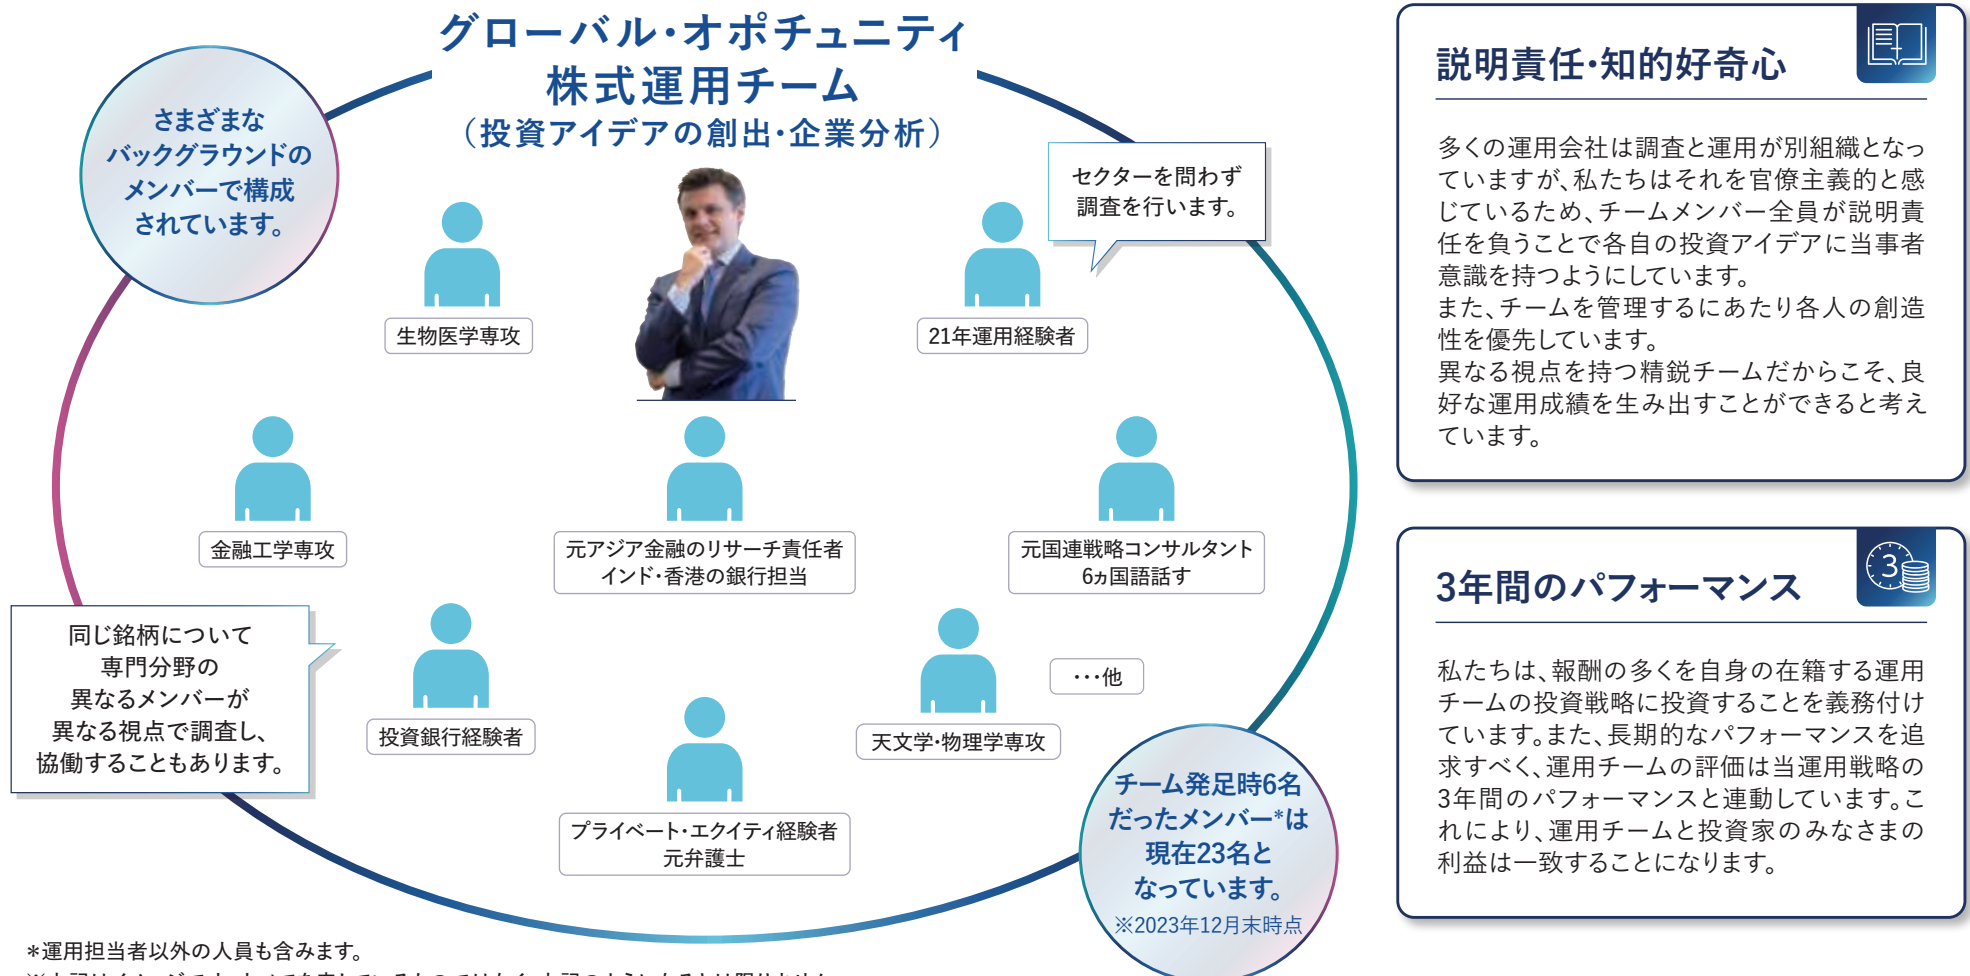 グローバル・オポチュニティ
株式運用チーム
（投資アイデアの創出・企業分析）
さまざまな
バックグラウンドの
メンバーで構成
されています。
セクターを問わず
調査を行います。
生物医学専攻
21年運用経験者
金融工学専攻
元アジア金融のリサーチ責任者
インド・香港の銀行担当
元国連戦略コンサルタント
6ヵ国語話す
同じ銘柄について
専門分野の
異なるメンバーが
異なる視点で調査し、
協働することもあります。
投資銀行経験者
天文学・物理学専攻
・・・他
プライベート・エクイティ経験者
元弁護士
チーム発足時6名
だったメンバー*は
現在23名と
なっています。
※2023年12月末時点
*運用担当者以外の人員も含みます。
説明責任・知的好奇心
多くの運用会社は調査と運用が別組織となっ
ていますが、私たちはそれを官僚主義的と感
じているため、チームメンバー全員が説明責
任を負うことで各自の投資アイデアに当事者
意識を持つようにしています。
また、チームを管理するにあたり各人の創造
性を優先しています。
異なる視点を持つ精鋭チームだからこそ、良
好な運用成績を生み出すことができると考え
ています。
3
3年間のパフォーマンス
私たちは、報酬の多くを自身の在籍する運用
チームの投資戦略に投資することを義務付け
ています。また、長期的なパフォーマンスを追
求すべく、運用チームの評価は当運用戦略の
3年間のパフォーマンスと連動しています。こ
れにより、運用チームと投資家のみなさまの
利益は一致することになります。